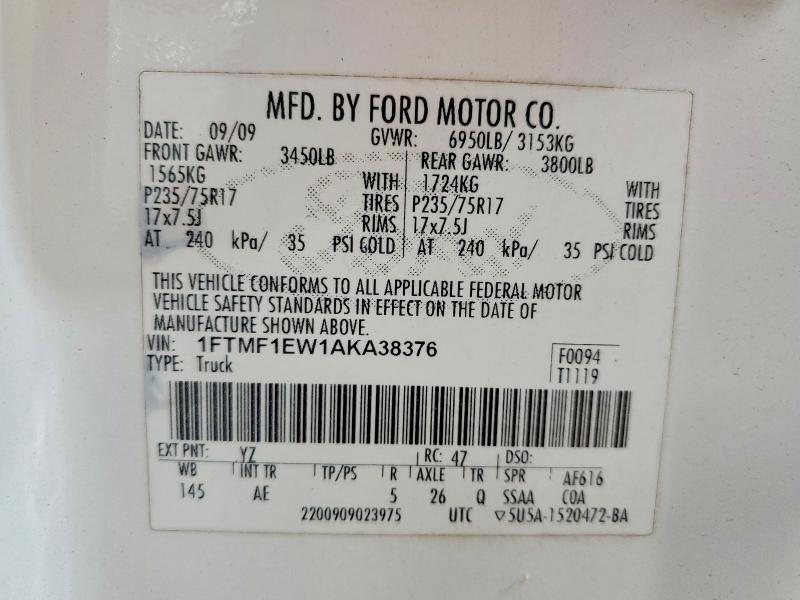 MFD. BY FORD MOTOR CO.
DATE: 09/09 GVWR: 6950LB/ 3153KG
FRONT GAWR: 3450LB REAR GAWR: 3800LB
1565KG WITH 1724KG WITH
P235/75R17 TIRES P235/75R17 TIRES
17x7.5J RIMS 17x7.5J RIMS
AT 240 kPa/ 35 PSI COLD AT 240 kPa/ 35 PSI COLD
THIS VEHICLE CONFORMS TO ALL APPLICABLE FEDERAL MOTOR
VEHICLE SAFETY STANDARDS IN EFFECT ON THE DATE OF
MANUFACTURE SHOWN ABOVE.
VIN: 1FTMF1EW1AKA38376 F0094
TYPE: Truck T1119
EXT PNT: YZ RC: 47 DSO:
WB INT TR TP/PS R AXLE TR SPR AF616
145 AE 5 26 Q SSAA COA
2200909023975 UTC ▽5U5A-1520472-BA